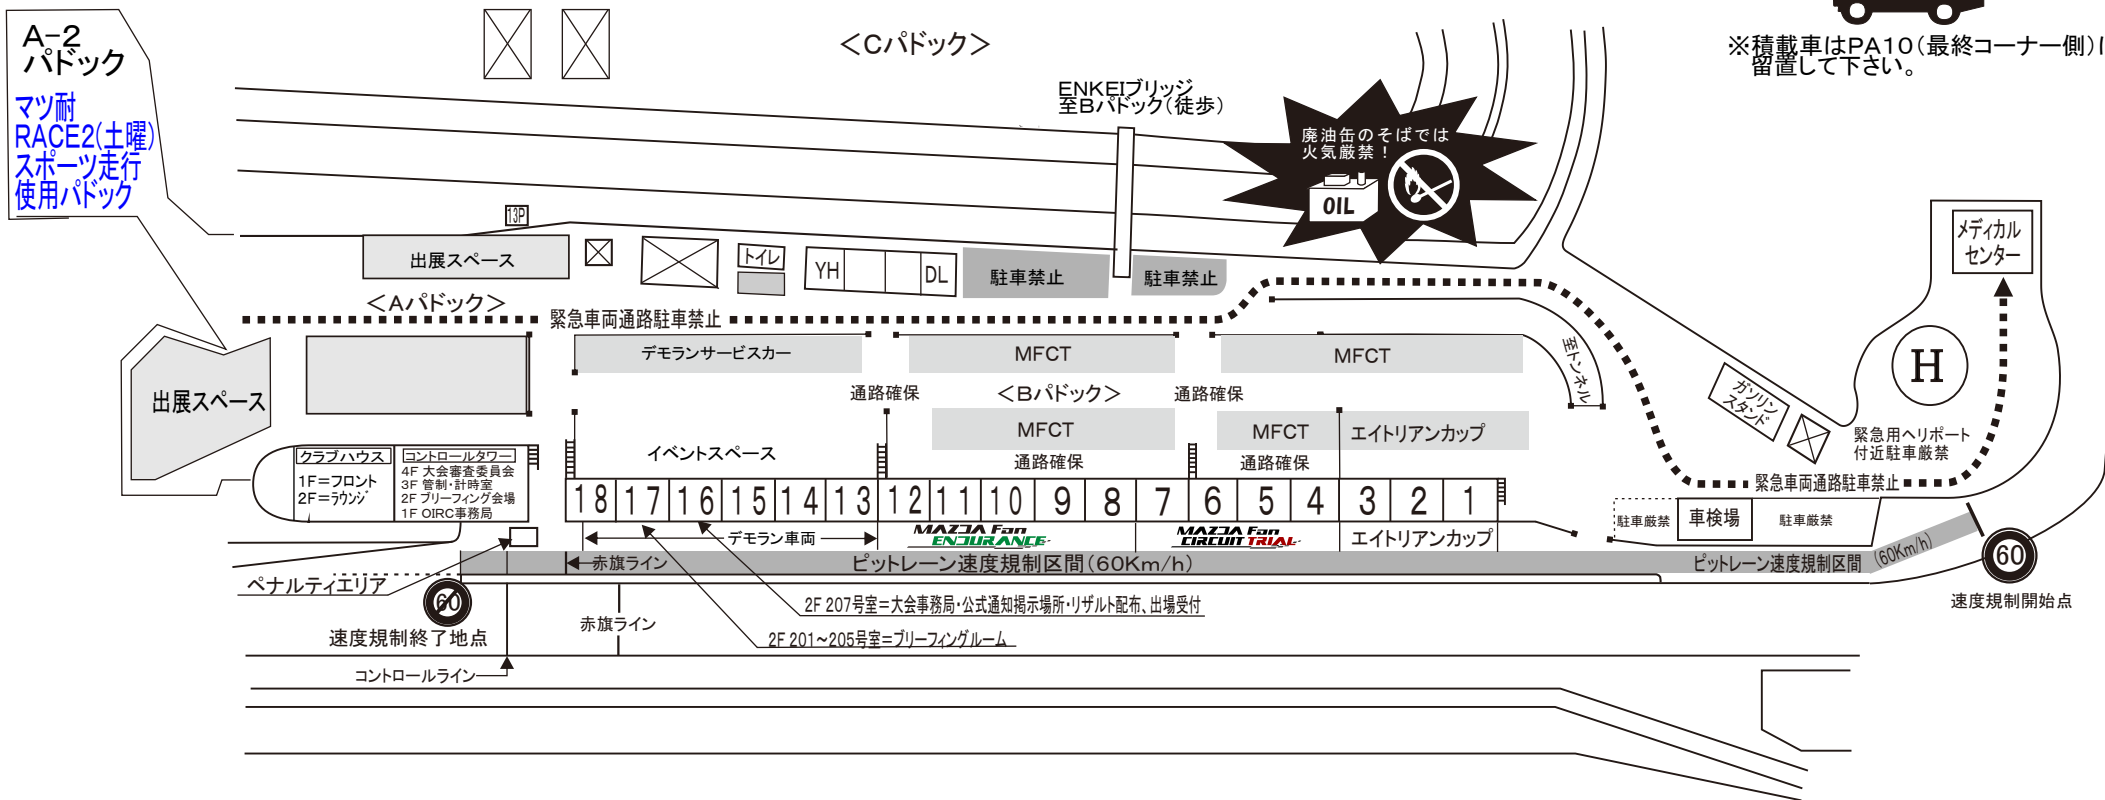 A-2
パドック
マツ耐
RACE2(土曜)
スポーツ走行
使用パドック
<Cパドック>
※積載車はPA10(最終コーナー側)に
留置して下さい。
ENKEIブリッジ
至Bパドック(徒歩)
廃油缶のそばでは
火気厳禁!
OIL
13P
出展スペース
トイレ
YH
DL
駐車禁止
駐車禁止
メディカル
センター
<Aパドック>
緊急車両通路駐車禁止
デモランサービスカー
MFCT
MFCT
至トンネル
H
ガソリン
スタンド
出展スペース
通路確保
<Bパドック>
通路確保
MFCT
MFCT
エイトリアンカップ
緊急用ヘリポート
付近駐車厳禁
イベントスペース
通路確保
通路確保
クラブハウス
1F=フロント
2F=ラウンジ
コントロールタワー
4F 大会審査委員会
3F 管制・計時室
2F ブリーフィング会場
1F OIRC事務局
緊急車両通路駐車禁止
18 17 16 15 14 13 12 11 10 9 8 7 6 5 4 3 2 1
駐車厳禁
車検場
駐車厳禁
デモラン車両
MAZDA Fan
ENDURANCE
MAZDA Fan
CIRCUIT TRIAL
エイトリアンカップ
赤旗ライン
ピットレーン速度規制区間(60Km/h)
ピットレーン速度規制区間
(60Km/h)
60
ペナルティエリア
60
速度規制開始点
2F 207号室=大会事務局・公式通知掲示場所・リザルト配布、出場受付
赤旗ライン
速度規制終了地点
2F 201~205号室=ブリーフィングルーム
コントロールライン